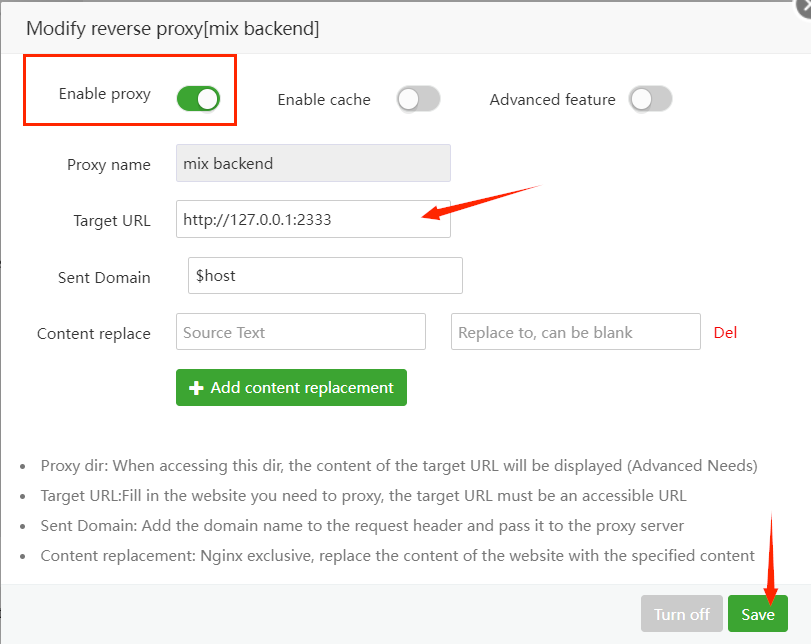 Modify reverse proxy[mix backend]
Enable proxy
Enable cache
Advanced feature
Proxy name
mix backend
Target URL
http://127.0.0.1:2333
Sent Domain
$host
Content replace
Source Text
Replace to, can be blank
Del
Add content replacement
Proxy dir: When accessing this dir, the content of the target URL will be displayed (Advanced Needs)
Target URL:Fill in the website you need to proxy, the target URL must be an accessible URL
Sent Domain: Add the domain name to the request header and pass it to the proxy server
Content replacement: Nginx exclusive, replace the content of the website with the specified content
Turn off
Save